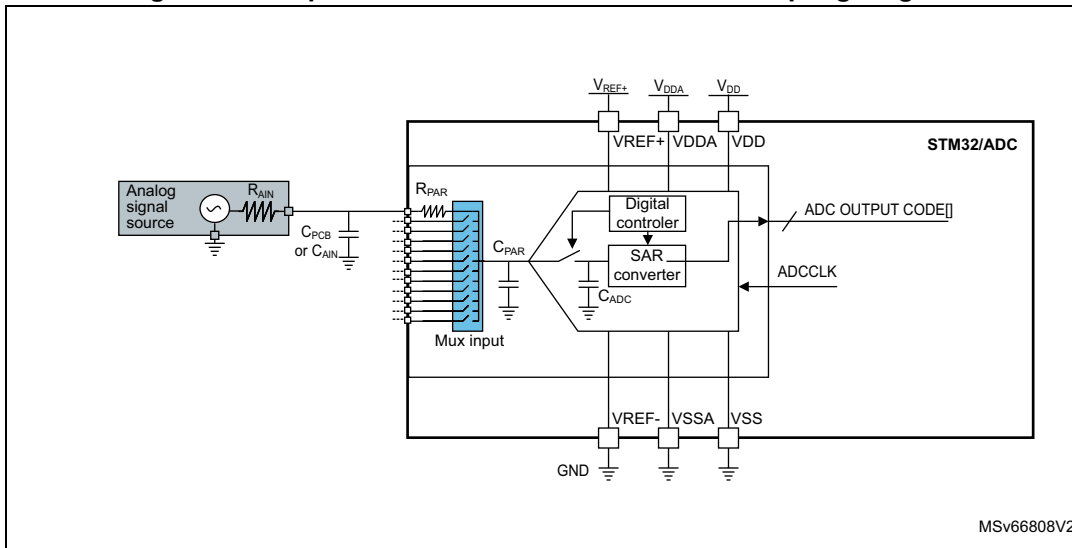 V_REF+ V_DDA V_DD
VREF+ VDDA VDD
STM32/ADC
Analog
signal
source
R_AIN
R_PAR
C_PCB
or C_AIN
Mux input
C_PAR
Digital
controler
SAR
converter
C_ADC
ADC OUTPUT CODE[]
ADCCLK
VREF- VSSA VSS
GND
MSv66808V2